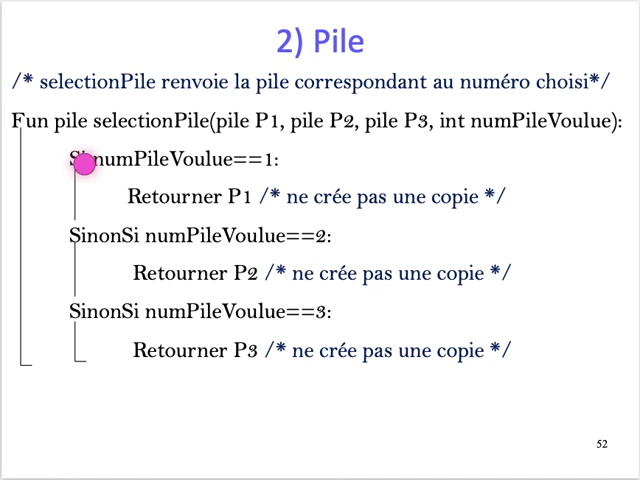 2) Pile
/* selectionPile renvoie la pile correspondant au numéro choisi*/
Fun pile selectionPile(pile P1, pile P2, pile P3, int numPileVoulue):
Si numPileVoulue==1:
Retourner P1 /* ne crée pas une copie */
SinonSi numPileVoulue==2:
Retourner P2 /* ne crée pas une copie */
SinonSi numPileVoulue==3:
Retourner P3 /* ne crée pas une copie */
52